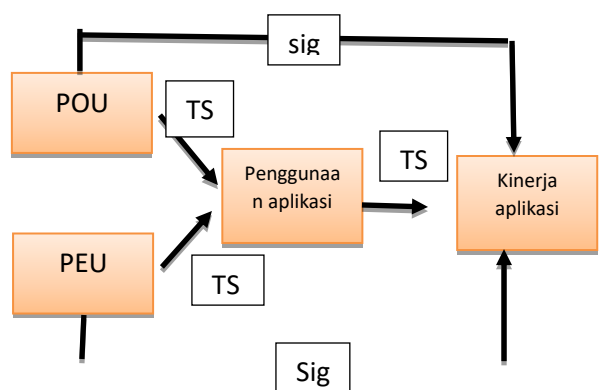 sig
POU
TS
Penggunaa
n aplikasi
TS
Kinerja
aplikasi
PEU
TS
Sig